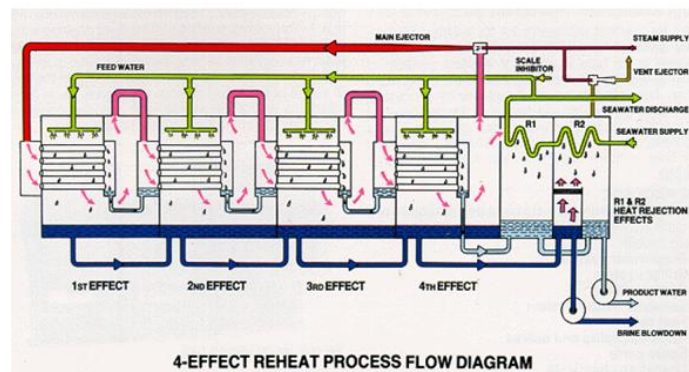 MAIN EJECTOR
STEAM SUPPLY
FEED WATER
SCALE
INHIBITOR
VENT EJECTOR
SEAWATER DISCHARGE
R1
R2
SEAWATER SUPPLY
R1 & R2
HEAT REJECTION
EFFECTS
1ST EFFECT
2ND EFFECT
3RD EFFECT
4TH EFFECT
PRODUCT WATER
BRINE BLOWDOWN
4-EFFECT REHEAT PROCESS FLOW DIAGRAM